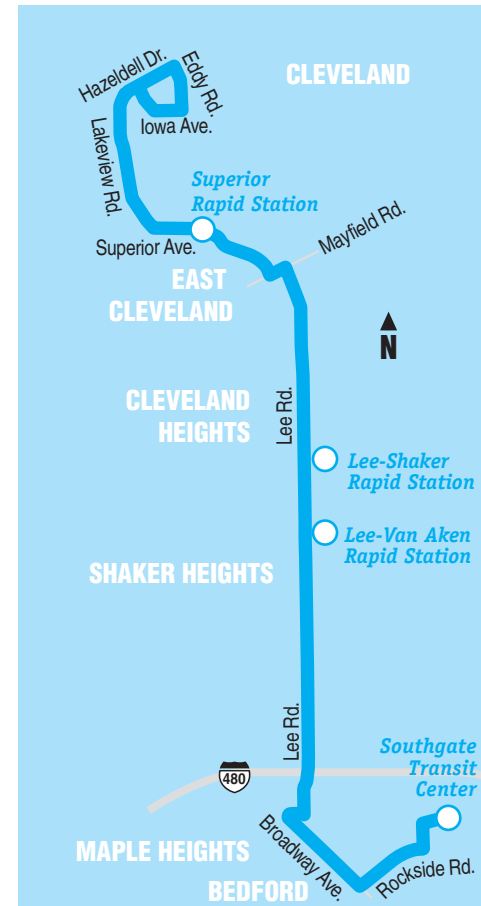 CLEVELAND
Hazeldell Dr.
Eddy Rd.
Iowa Ave.
Lakeview Rd.
Superior
Rapid Station
Superior Ave.
Mayfield Rd.
EAST
CLEVELAND
N
CLEVELAND
HEIGHTS
Lee Rd.
Lee-Shaker
Rapid Station
Lee-Van Aken
Rapid Station
SHAKER HEIGHTS
Lee Rd.
Southgate
Transit
Center
480
Broadway Ave.
MAPLE HEIGHTS
Rockside Rd.
BEDFORD